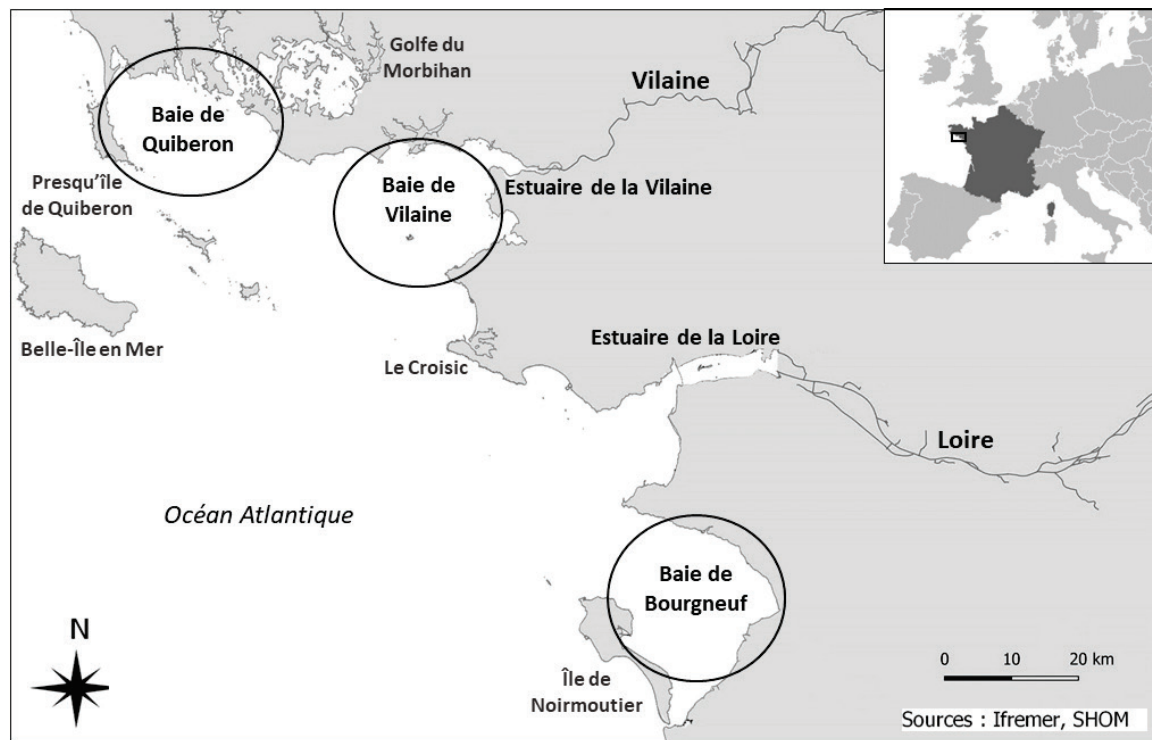 Golfe du
Morbihan
Vilaine
Baie de
Quiberon
Presqu'île
de Quiberon
Baie de
Vilaine
Estuaire de la Vilaine
Belle-Île en Mer
Le Croisic
Estuaire de la Loire
Loire
Océan Atlantique
Baie de
Bourgneuf
N
Île de
Noirmoutier
0 10 20 km
Sources : Ifremer, SHOM